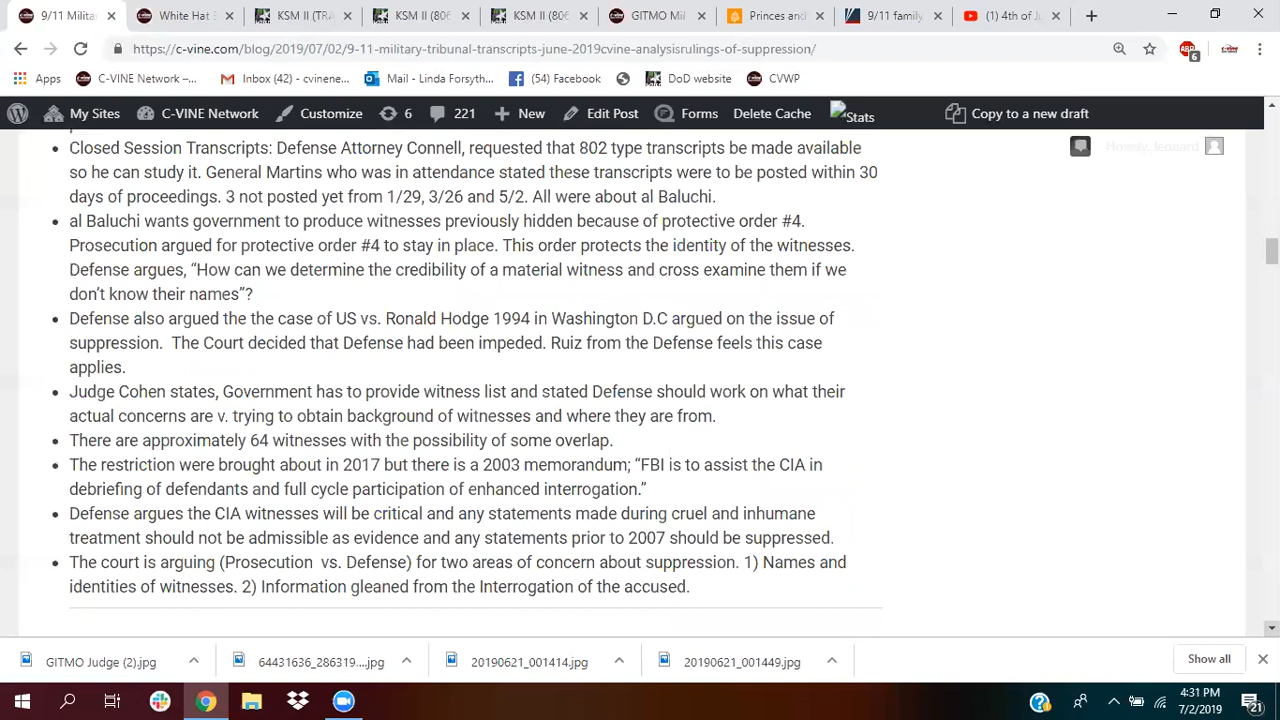 9/11 Milita
White Hat S
KSM II (TRA
KSM II (806
KSM II (806
GITMO Mil
Princes and
9/11 family
(1) 4th of Ju
https://c-vine.com/blog/2019/07/02/9-11-military-tribunal-transcripts-june-2019cvine-analysisrulings-of-suppression/
ABP
6
Apps
C-VINE Network –...
Inbox (42) - cvinene...
Mail - Linda Forsyth...
(54) Facebook
DoD website
CVWP
My Sites
C-VINE Network
Customize
6
221
New
Edit Post
Forms
Delete Cache
Stats
Copy to a new draft
Howdy, leonard
• Closed Session Transcripts: Defense Attorney Connell, requested that 802 type transcripts be made available
so he can study it. General Martins who was in attendance stated these transcripts were to be posted within 30
days of proceedings. 3 not posted yet from 1/29, 3/26 and 5/2. All were about al Baluchi.
• al Baluchi wants government to produce witnesses previously hidden because of protective order #4.
Prosecution argued for protective order #4 to stay in place. This order protects the identity of the witnesses.
Defense argues, “How can we determine the credibility of a material witness and cross examine them if we
don’t know their names”?
• Defense also argued the the case of US vs. Ronald Hodge 1994 in Washington D.C argued on the issue of
suppression. The Court decided that Defense had been impeded. Ruiz from the Defense feels this case
applies.
• Judge Cohen states, Government has to provide witness list and stated Defense should work on what their
actual concerns are v. trying to obtain background of witnesses and where they are from.
• There are approximately 64 witnesses with the possibility of some overlap.
• The restriction were brought about in 2017 but there is a 2003 memorandum; “FBI is to assist the CIA in
debriefing of defendants and full cycle participation of enhanced interrogation.”
• Defense argues the CIA witnesses will be critical and any statements made during cruel and inhumane
treatment should not be admissible as evidence and any statements prior to 2007 should be suppressed.
• The court is arguing (Prosecution vs. Defense) for two areas of concern about suppression. 1) Names and
identities of witnesses. 2) Information gleaned from the Interrogation of the accused.
GITMO Judge (2).jpg
64431636_286319....jpg
20190621_001414.jpg
20190621_001449.jpg
Show all
4:31 PM
7/2/2019
21